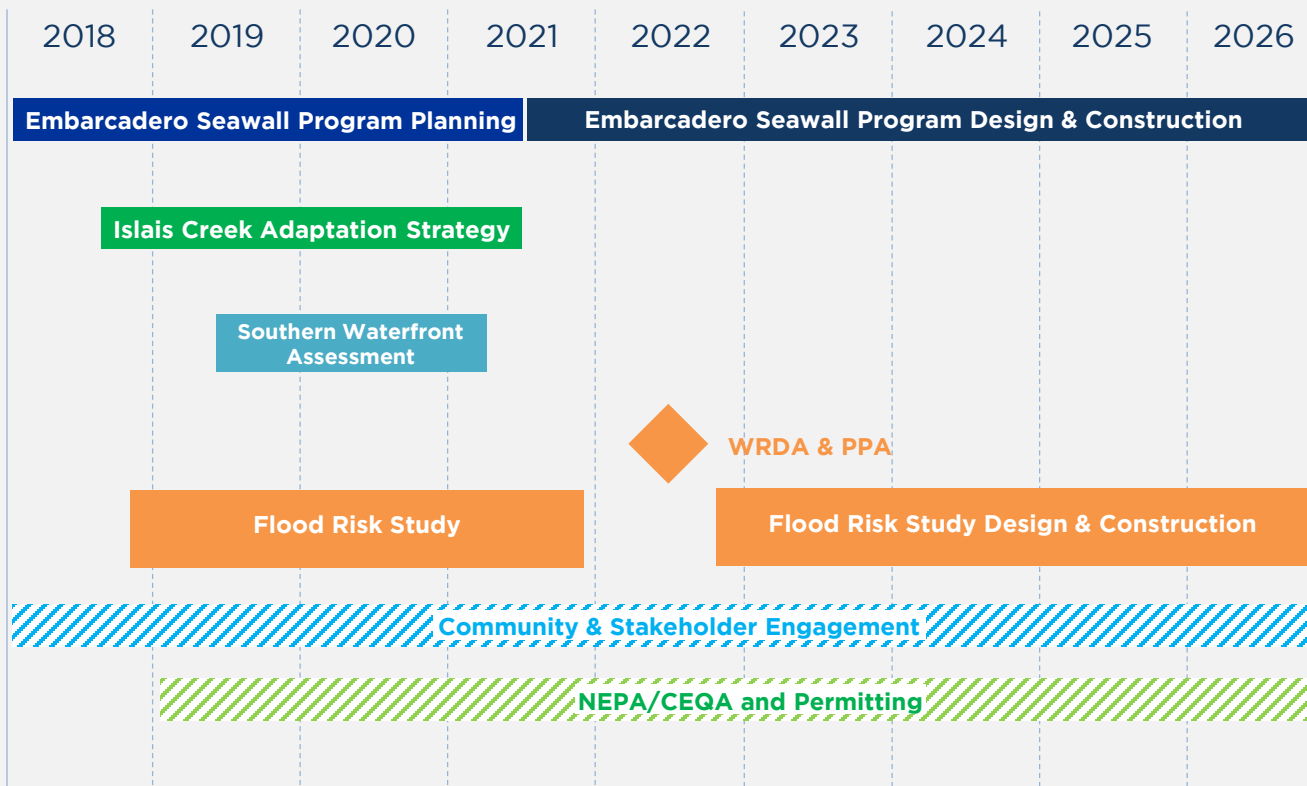 2018 2019 2020 2021 2022 2023 2024 2025 2026
Embarcadero Seawall Program Planning
Embarcadero Seawall Program Design & Construction
Islais Creek Adaptation Strategy
Southern Waterfront
Assessment
WRDA & PPA
Flood Risk Study
Flood Risk Study Design & Construction
Community & Stakeholder Engagement
NEPA/CEQA and Permitting